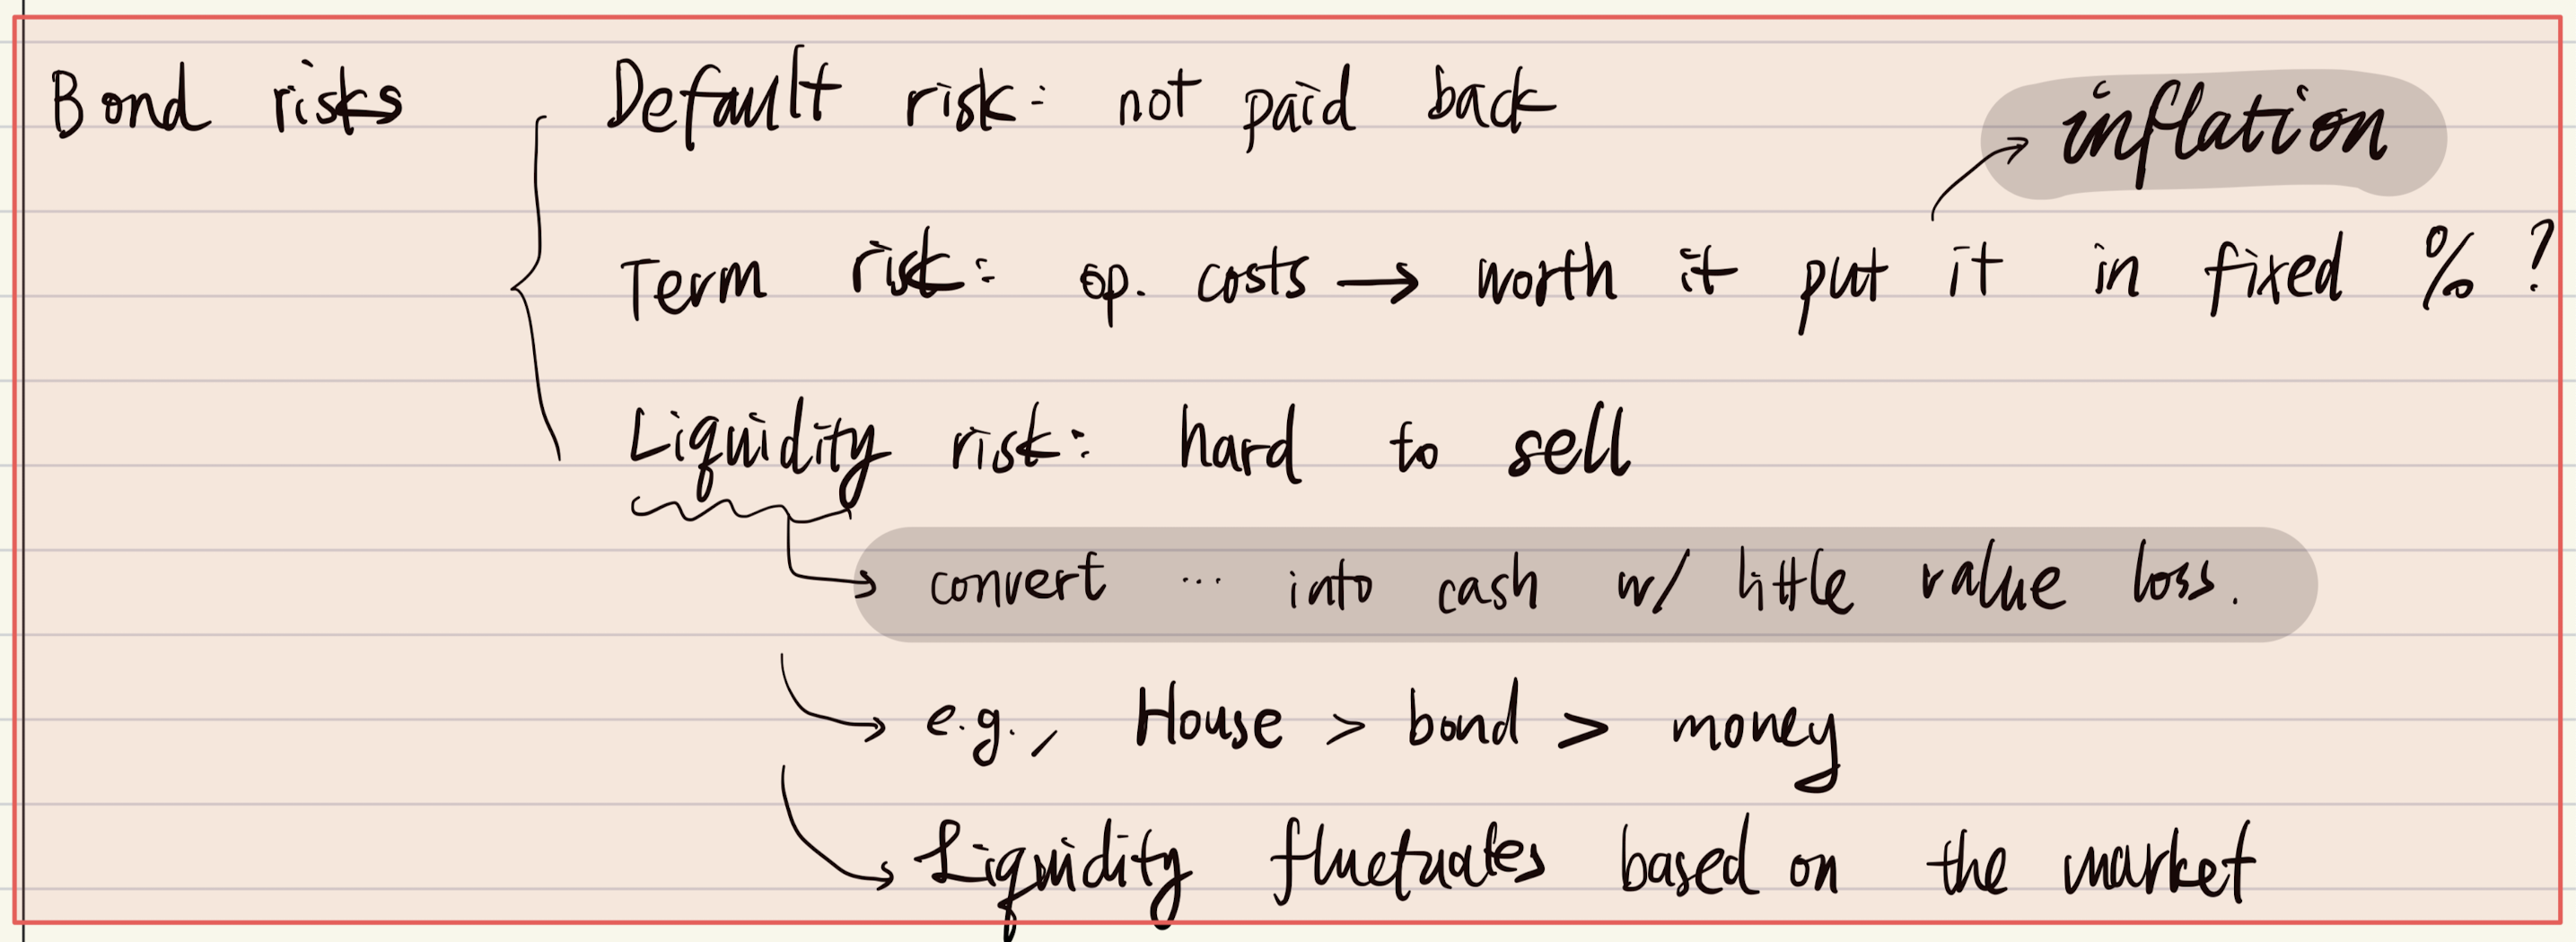 Bond risks
Default risk: not paid back
inflation
Term risk: op. costs → worth it put it in fixed % ?
Liquidity risk: hard to sell
convert ... into cash w/ little value loss.
e.g., House > bond > money
Liquidity fluctuates based on the market